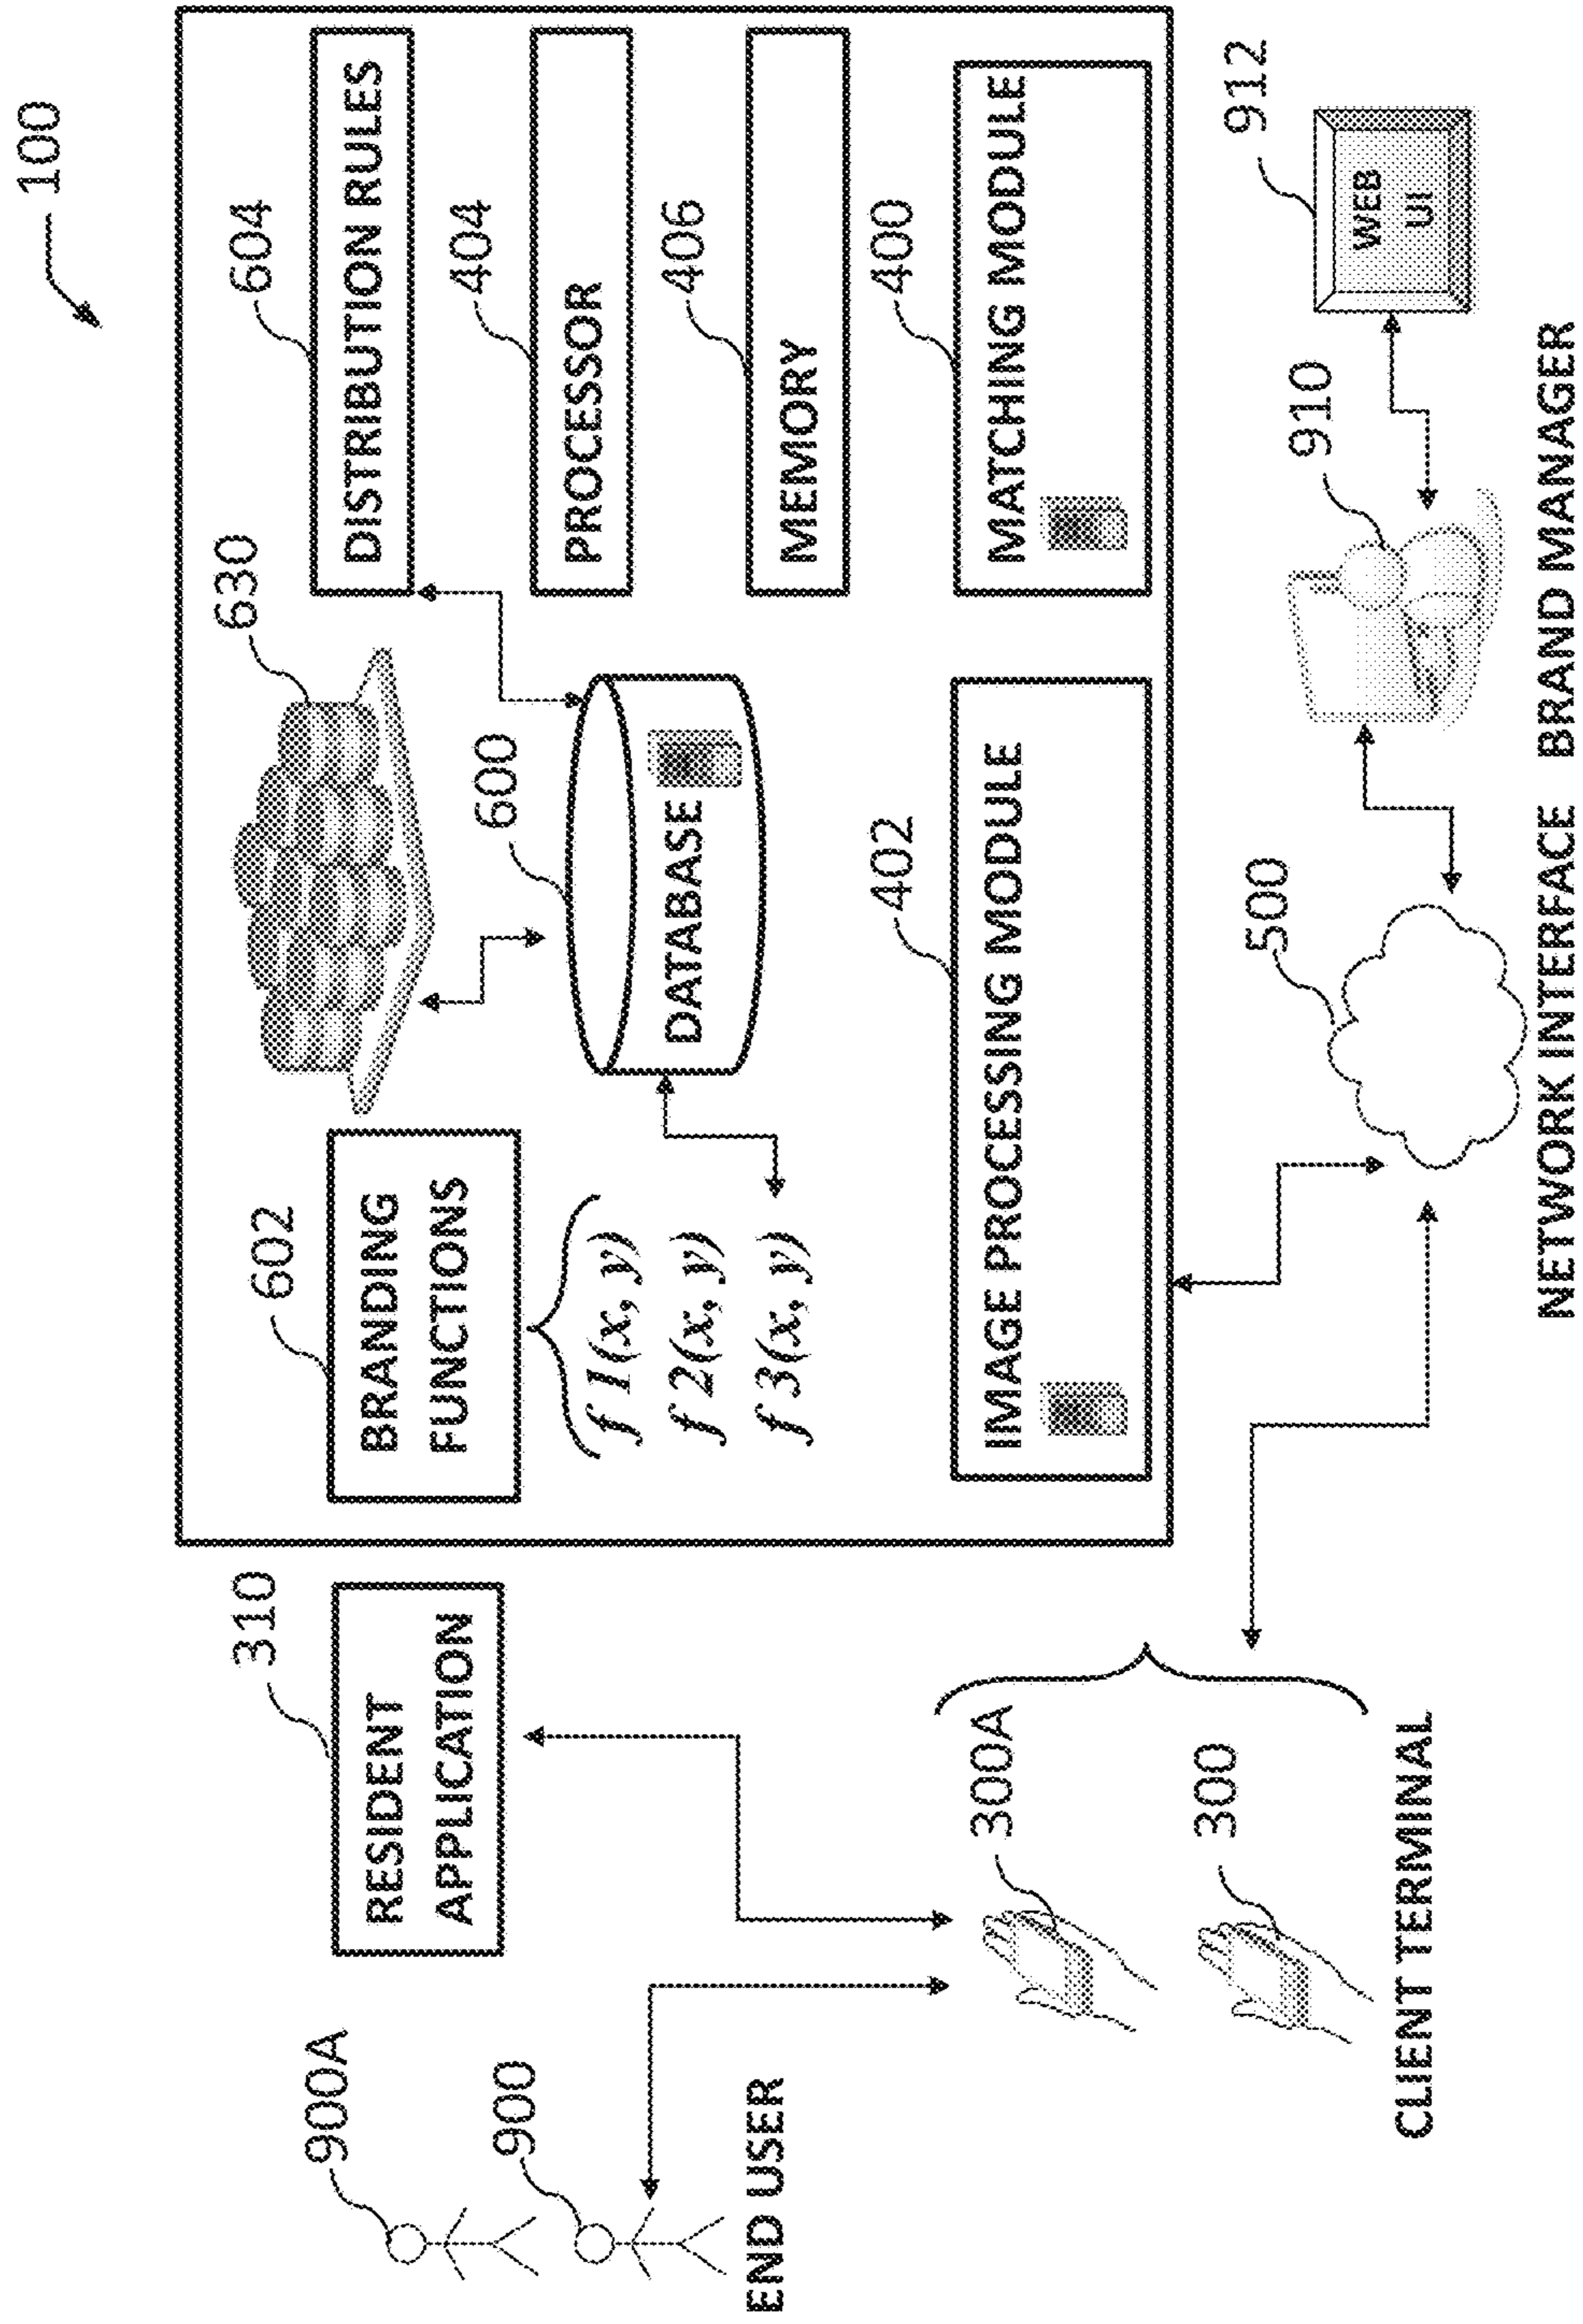 100
900A
900
END USER
310
RESIDENT
APPLICATION
300A
300
CLIENT TERMINAL
602
BRANDING
FUNCTIONS
f 1(x, y)
f 2(x, y)
f 3(x, y)
630
600
DATABASE
604
DISTRIBUTION RULES
404
PROCESSOR
406
MEMORY
402
IMAGE PROCESSING MODULE
400
MATCHING MODULE
500
NETWORK INTERFACE
910
BRAND MANAGER
912
WEB
UI